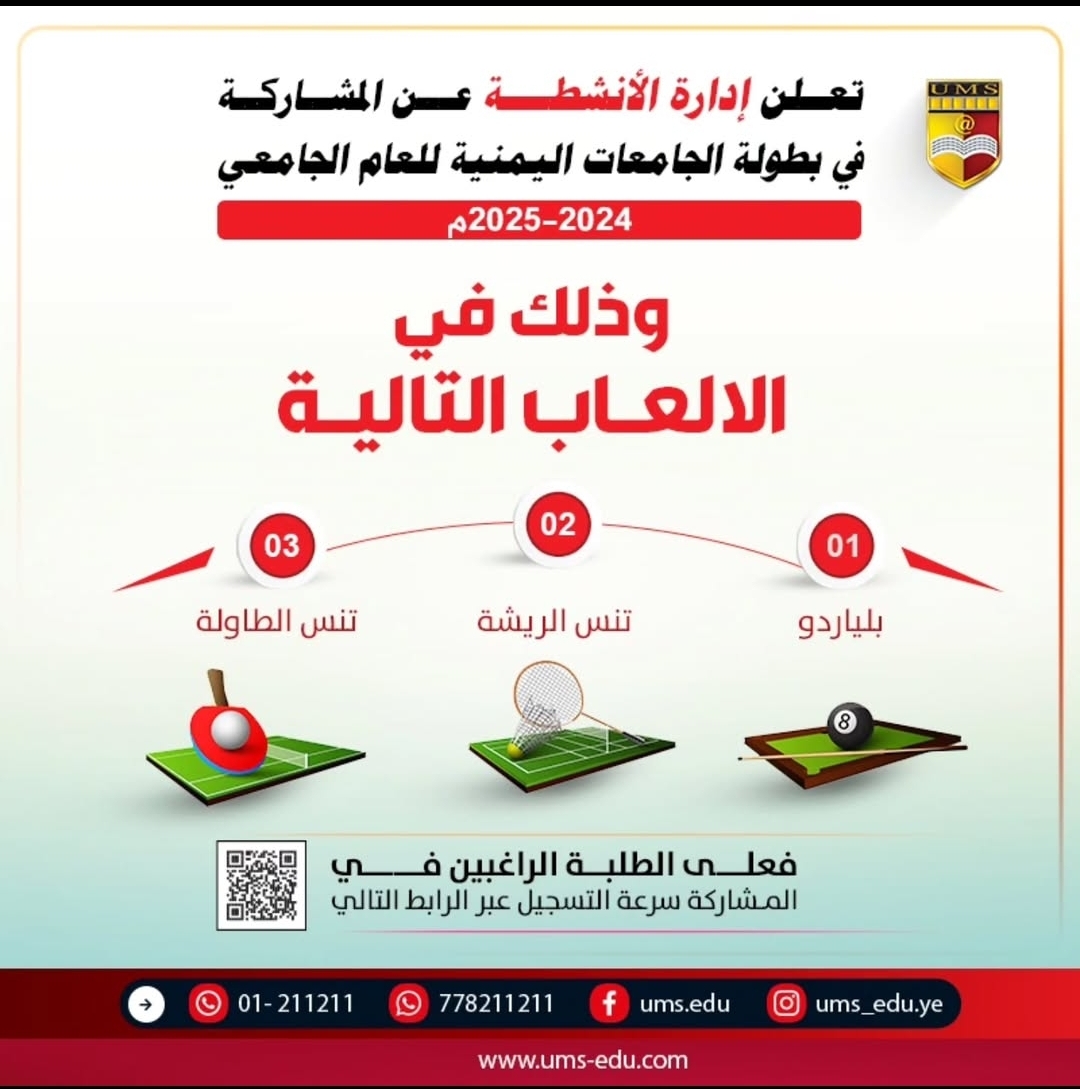 UMS
@
تعلن إدارة الأنشطة عن المشاركة
في بطولة الجامعات اليمنية للعام الجامعي
2024-2025م
وذلك في
الالعاب التالية
01
02
03
بلياردو
تنس الريشة
تنس الطاولة
8
فعلى الطلبة الراغبين في
المشاركة سرعة التسجيل عبر الرابط التالي
01- 211211
778211211
ums.edu
ums_edu.ye
www.ums-edu.com